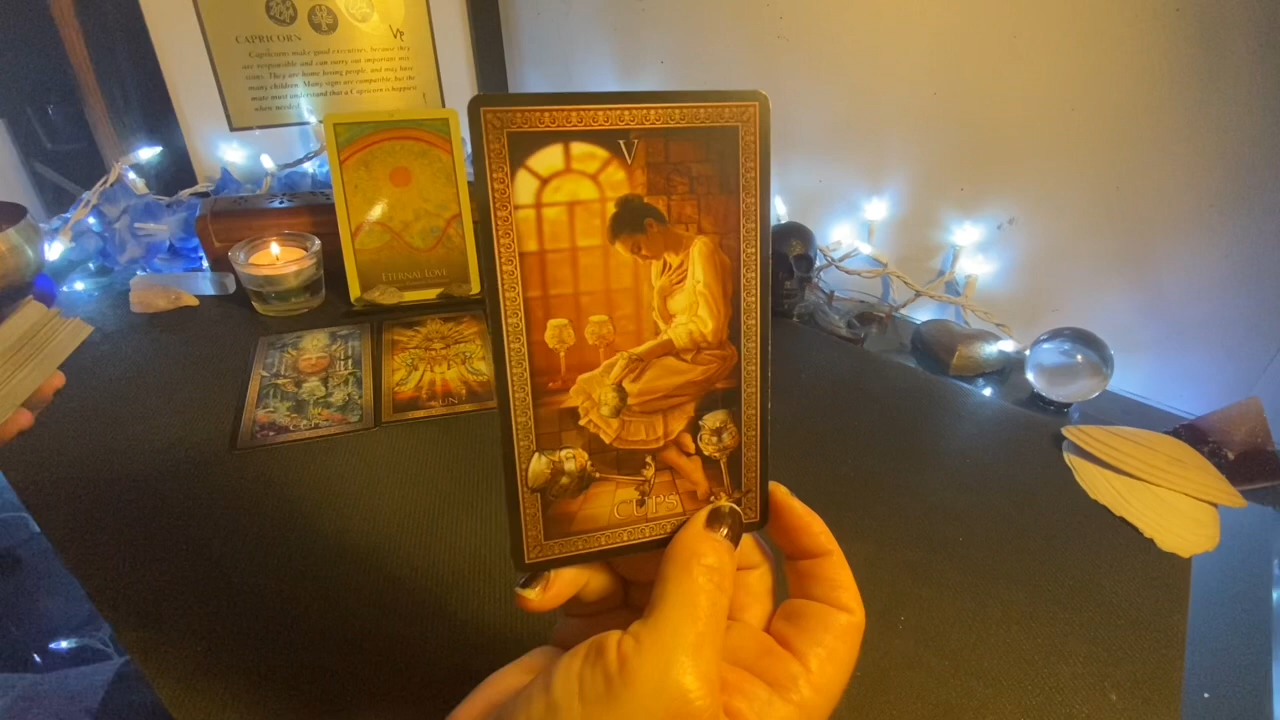 CAPRICORN
Capricorns make good executives, because they
are responsible and can carry out important mis
sions. They are home loving people, and may have
many children. Many signs are compatible, but the
mate must understand that a Capricorn is happiest
when needed.
ETERNAL LOVE
V
CUPS